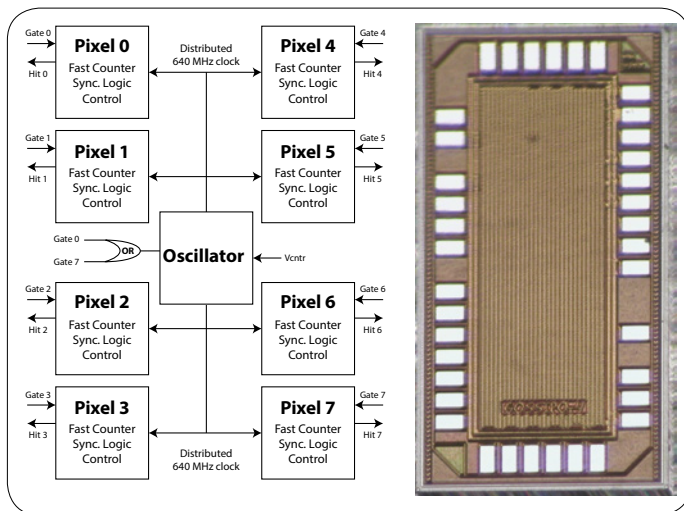 Gate 0
Hit 0
Pixel 0
Fast Counter
Sync. Logic
Control
Distributed
640 MHz clock
Pixel 4
Fast Counter
Sync. Logic
Control
Gate 4
Hit 4
Gate 1
Hit 1
Pixel 1
Fast Counter
Sync. Logic
Control
Pixel 5
Fast Counter
Sync. Logic
Control
Gate 5
Hit 5
Gate 0
Gate 7
OR
Oscillator
Vcntr
Gate 2
Hit 2
Pixel 2
Fast Counter
Sync. Logic
Control
Pixel 6
Fast Counter
Sync. Logic
Control
Gate 6
Hit 6
Gate 3
Hit 3
Pixel 3
Fast Counter
Sync. Logic
Control
Distributed
640 MHz clock
Pixel 7
Fast Counter
Sync. Logic
Control
Gate 7
Hit 7